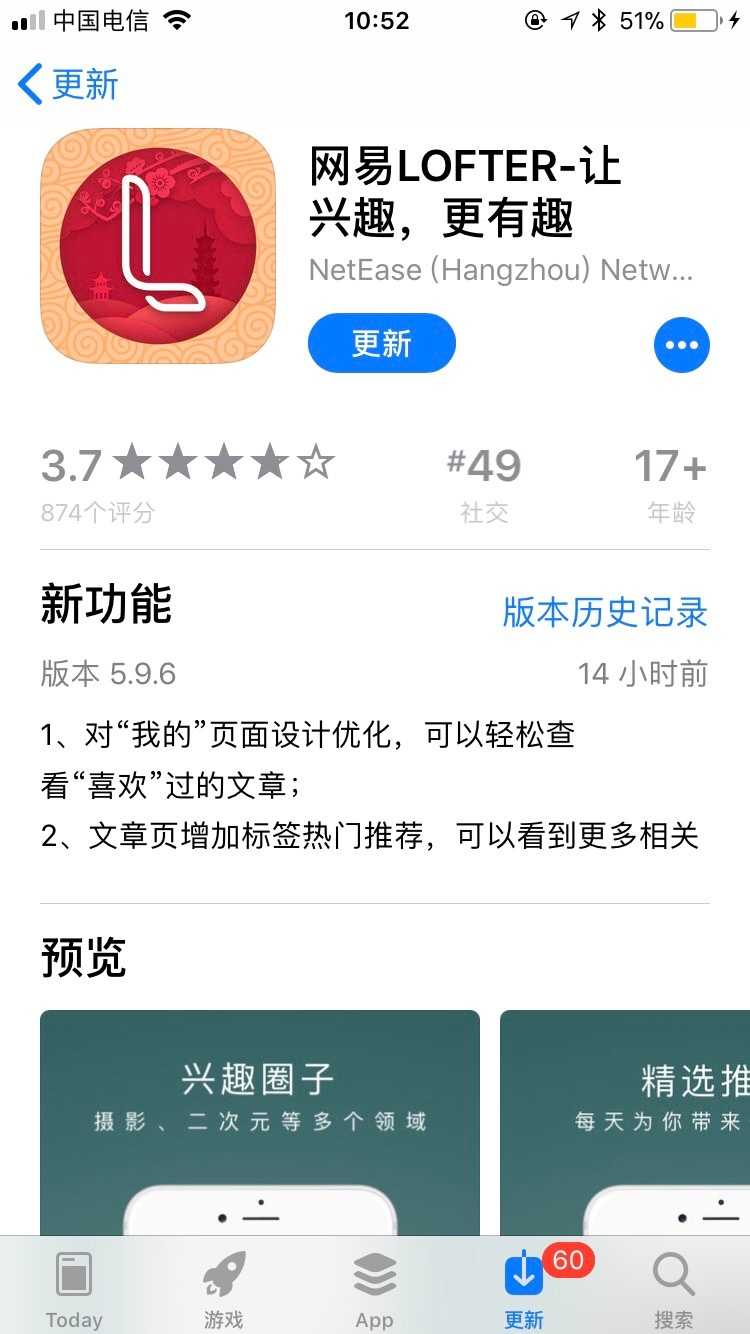 中国电信 10:52 51%
更新
网易LOFTER-让
兴趣，更有趣
NetEase (Hangzhou) Netw...
更新
3.7 #49 17+
874个评分 社交 年龄
新功能 版本历史记录
版本 5.9.6 14 小时前
1、对“我的”页面设计优化，可以轻松查
看“喜欢”过的文章；
2、文章页增加标签热门推荐，可以看到更多相关
预览
兴趣圈子 精选推
摄影、二次元等多个领域 每天为你带来
60
Today 游戏 App 更新 搜索